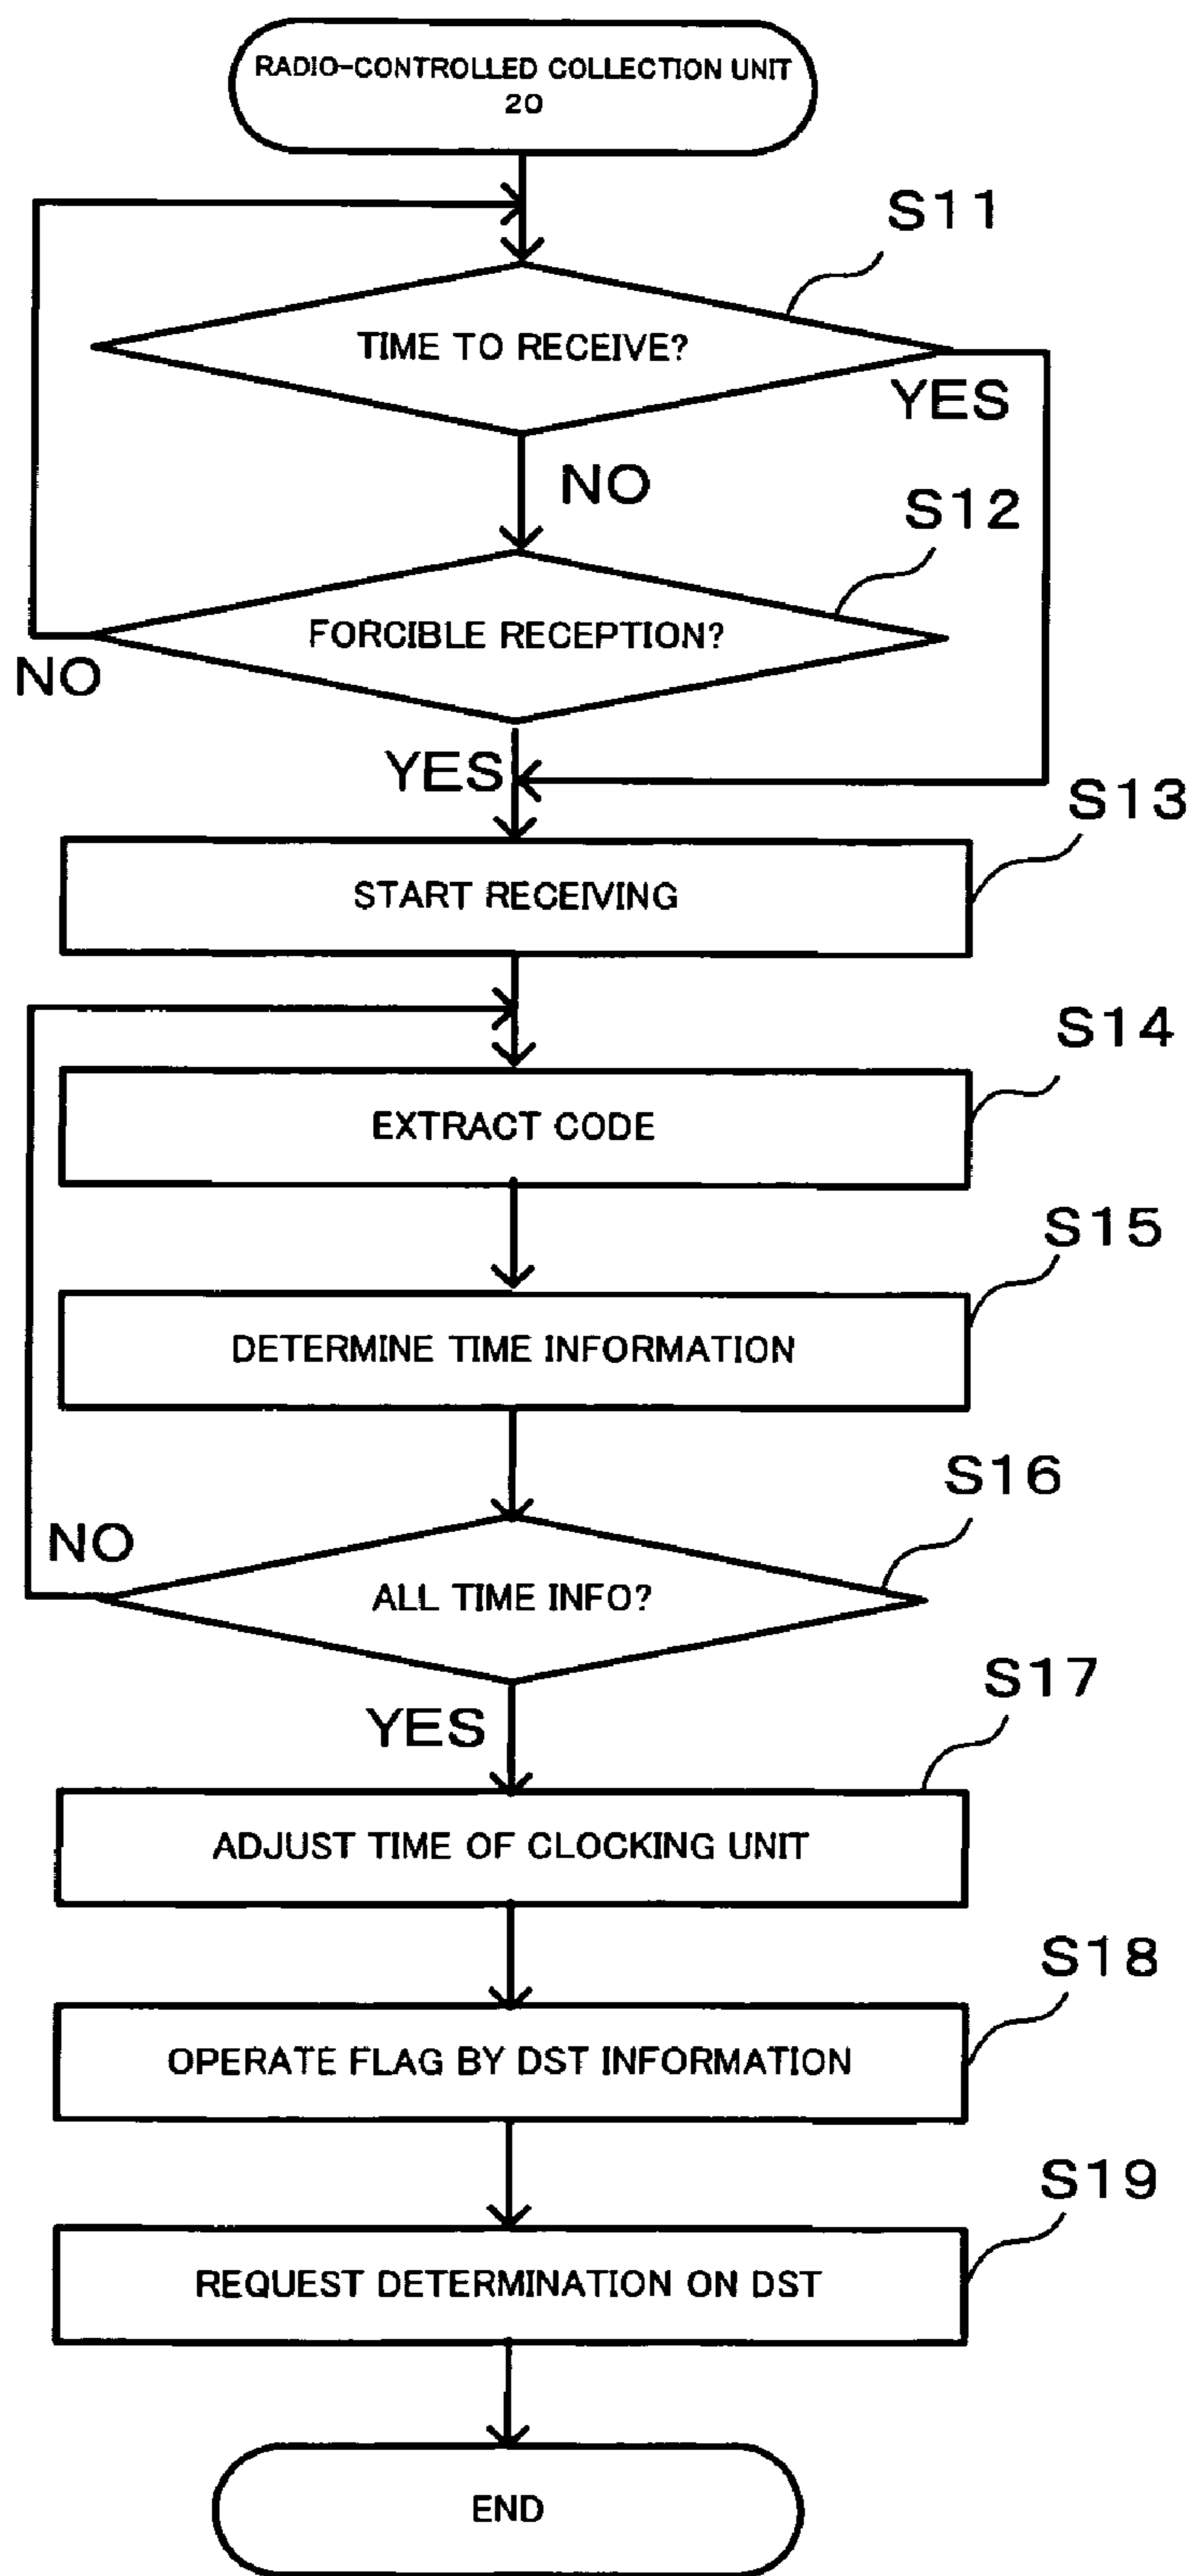 RADIO-CONTROLLED COLLECTION UNIT
20
S11
TIME TO RECEIVE?
YES
NO
S12
FORCIBLE RECEPTION?
NO
YES
S13
START RECEIVING
S14
EXTRACT CODE
S15
DETERMINE TIME INFORMATION
S16
NO
ALL TIME INFO?
YES
S17
ADJUST TIME OF CLOCKING UNIT
S18
OPERATE FLAG BY DST INFORMATION
S19
REQUEST DETERMINATION ON DST
END